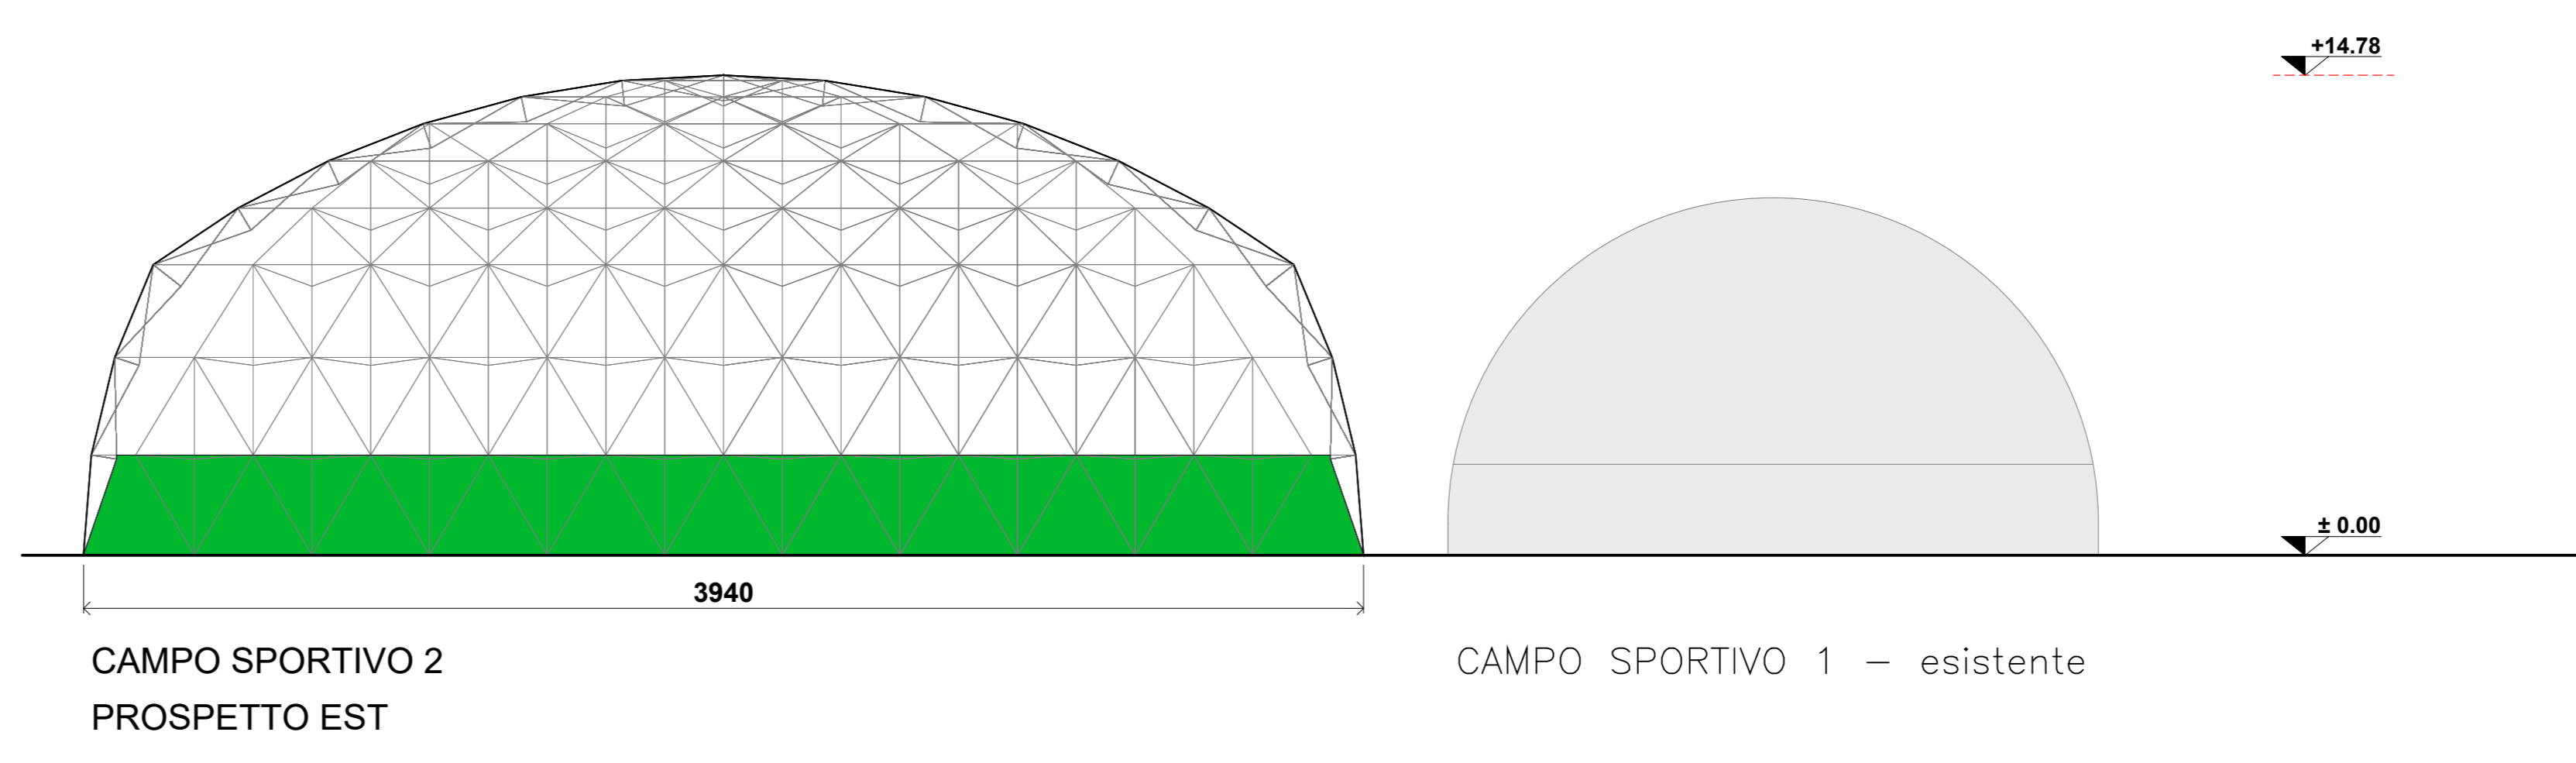 +14.78
± 0.00
3940
CAMPO SPORTIVO 2
PROSPETTO EST
CAMPO SPORTIVO 1 – esistente